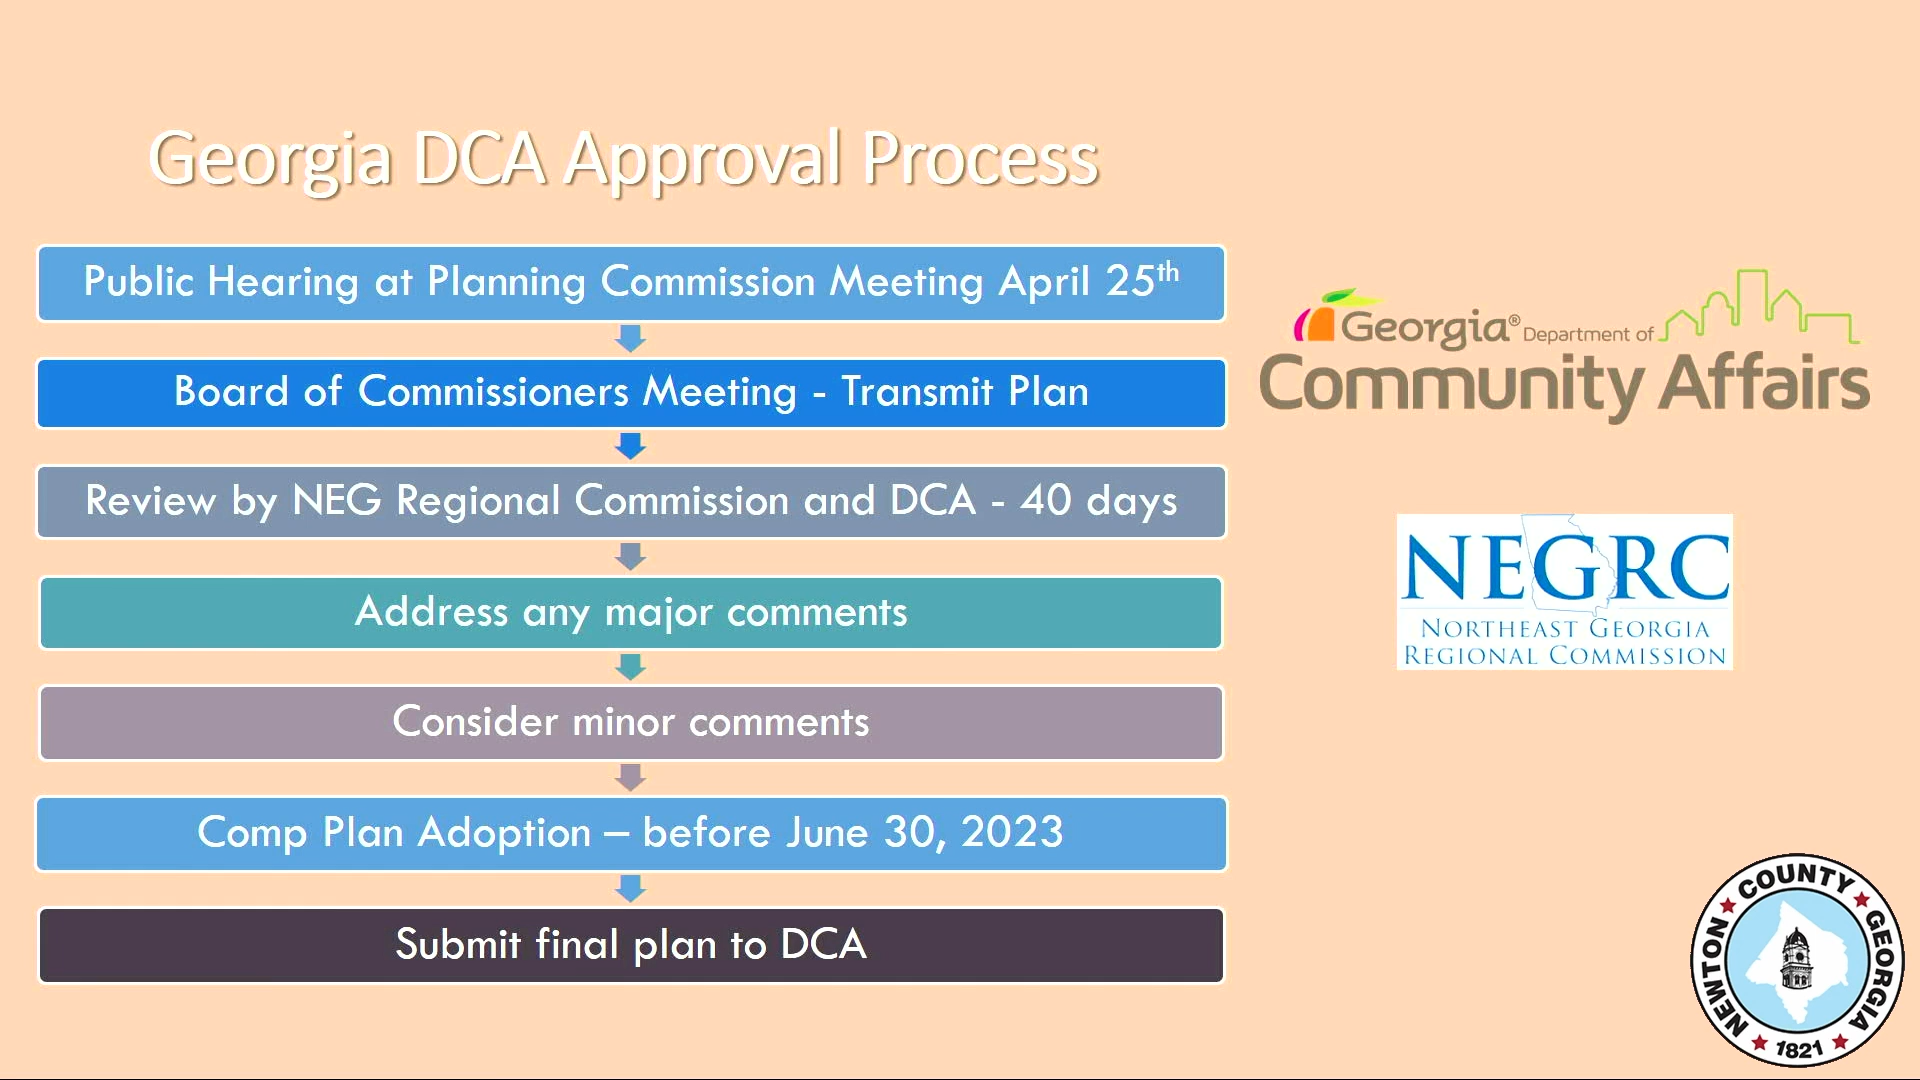 Georgia DCA Approval Process
Public Hearing at Planning Commission Meeting April 25th
Board of Commissioners Meeting - Transmit Plan
Review by NEG Regional Commission and DCA - 40 days
Address any major comments
Consider minor comments
Comp Plan Adoption – before June 30, 2023
Submit final plan to DCA
Georgia® Department of
Community Affairs
NEGRC
NORTHEAST GEORGIA
REGIONAL COMMISSION
NEWTON COUNTY GEORGIA
1821